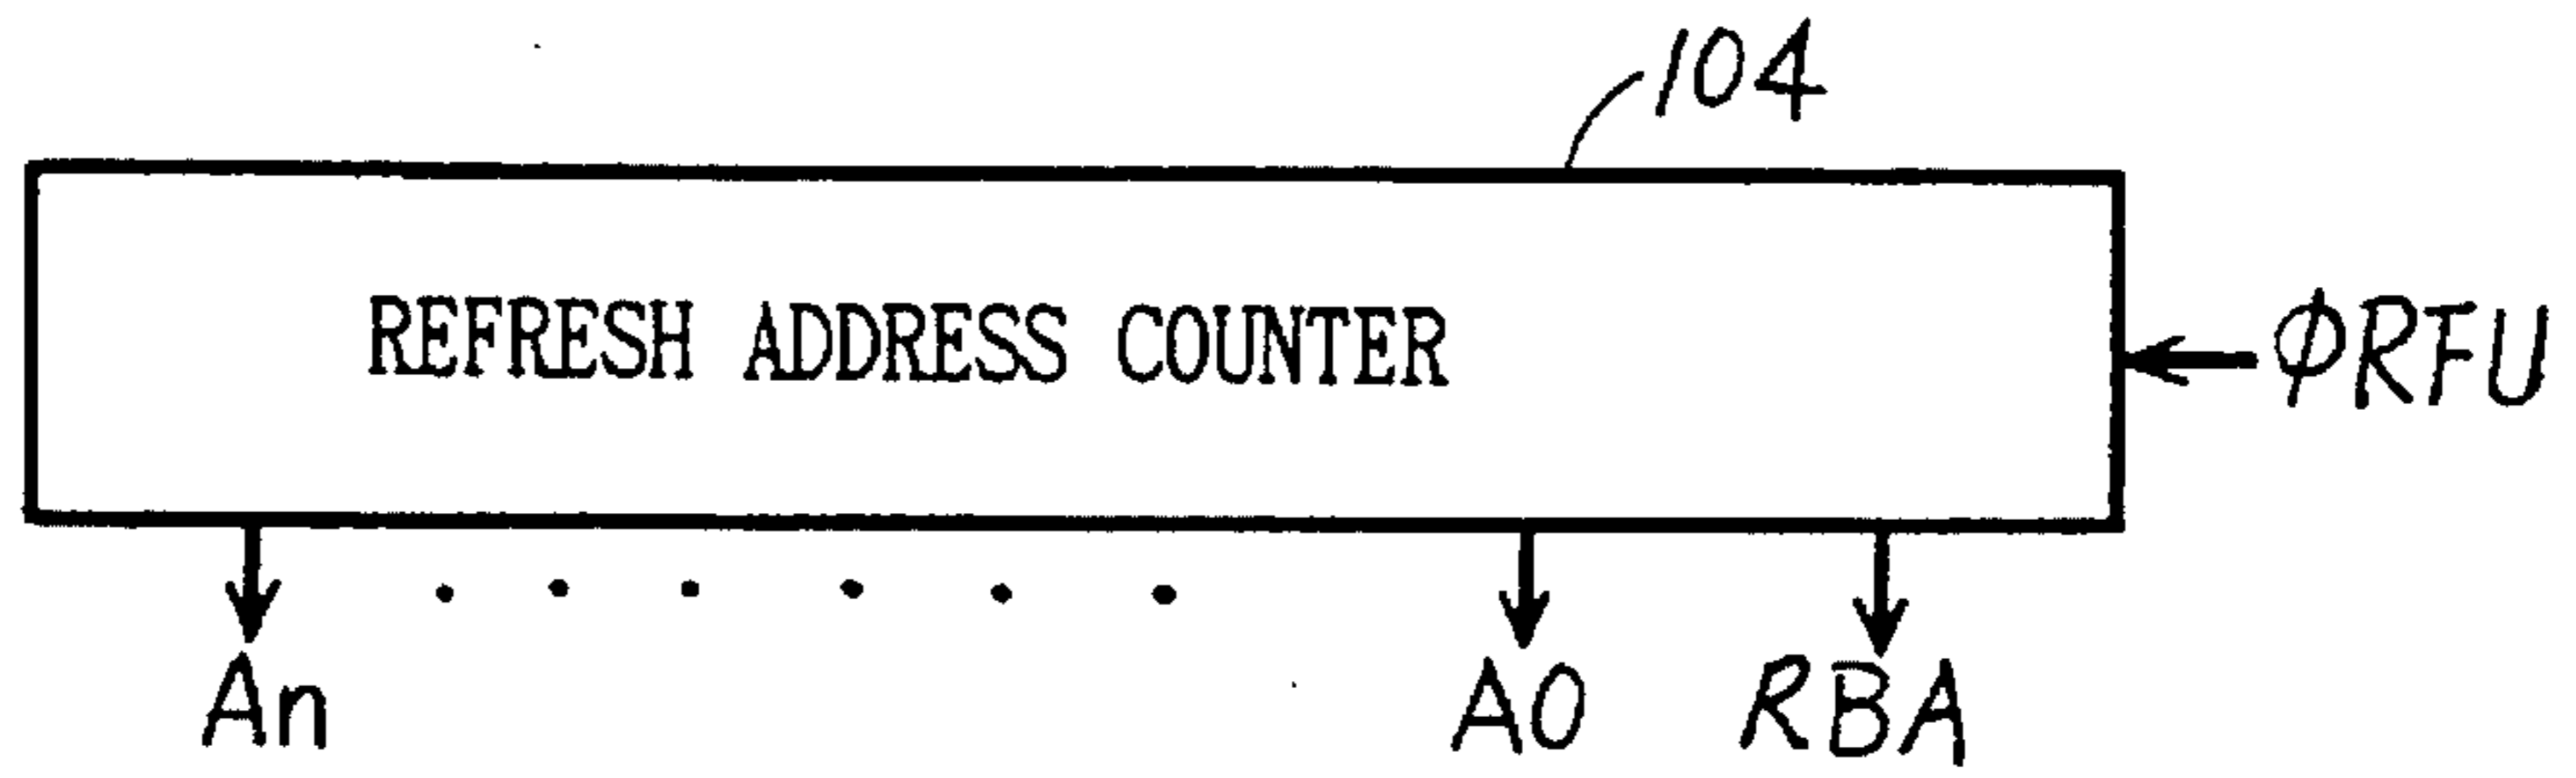 104
REFRESH ADDRESS COUNTER
φRFU
An ...... A0 RBA